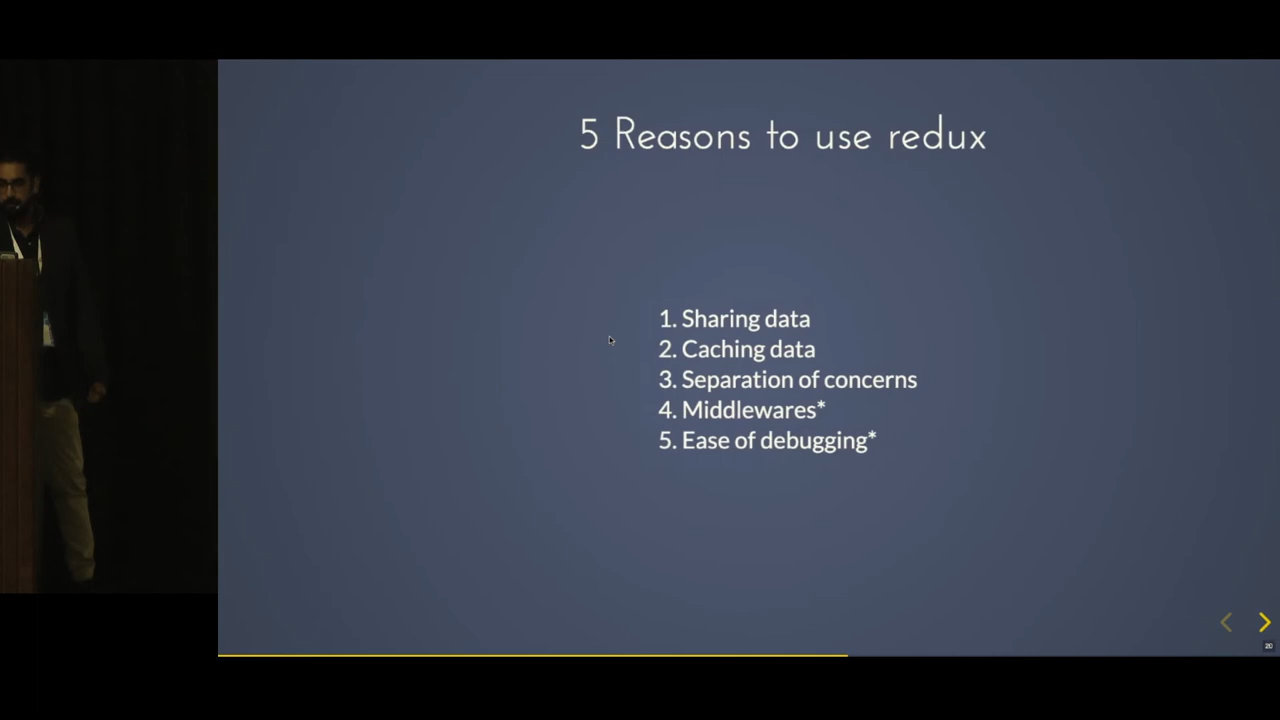 5 Reasons to use redux
1. Sharing data
2. Caching data
3. Separation of concerns
4. Middlewares*
5. Ease of debugging*
20